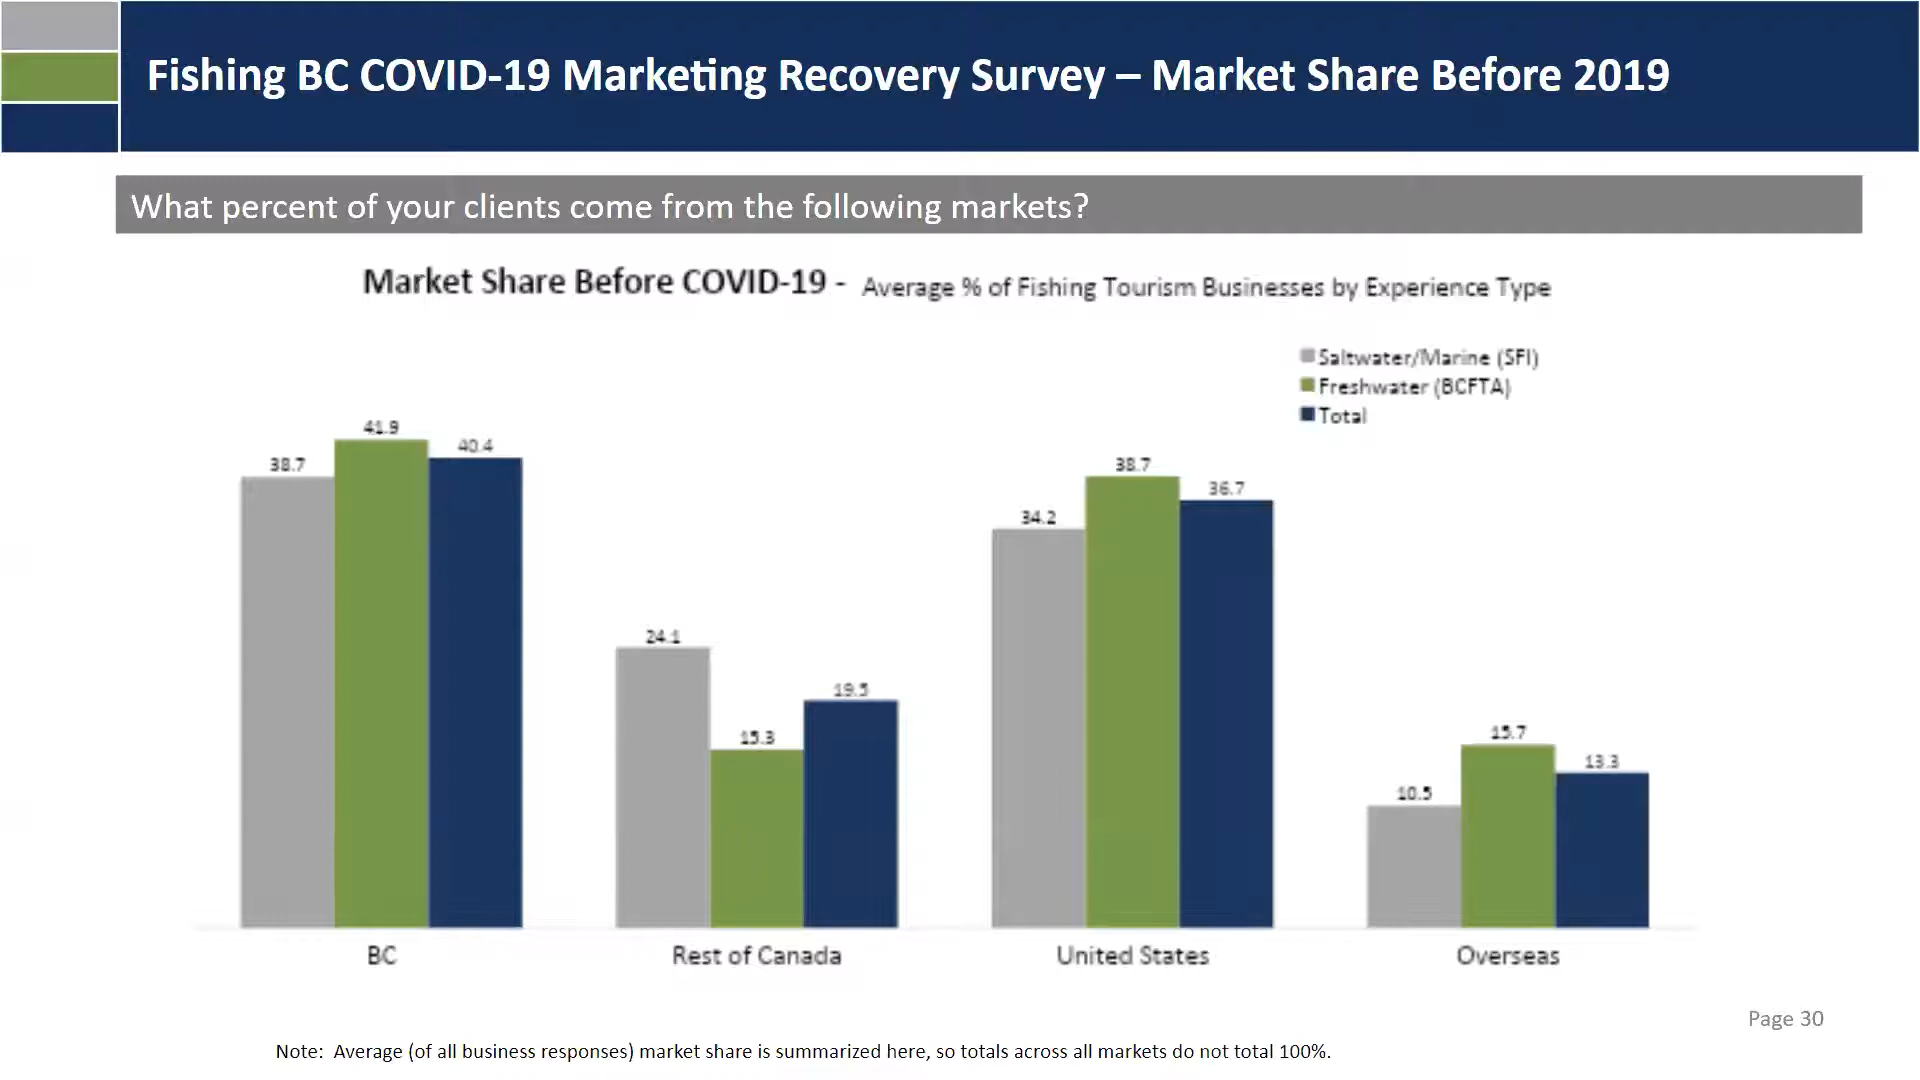 Fishing BC COVID-19 Marketing Recovery Survey – Market Share Before 2019
What percent of your clients come from the following markets?
Market Share Before COVID-19 - Average % of Fishing Tourism Businesses by Experience Type
Saltwater/Marine (SFI)
Freshwater (BCFTA)
Total
38.7
41.9
40.4
24.1
15.3
19.5
34.2
38.7
36.7
10.5
15.7
13.3
BC
Rest of Canada
United States
Overseas
Page 30
Note: Average (of all business responses) market share is summarized here, so totals across all markets do not total 100%.